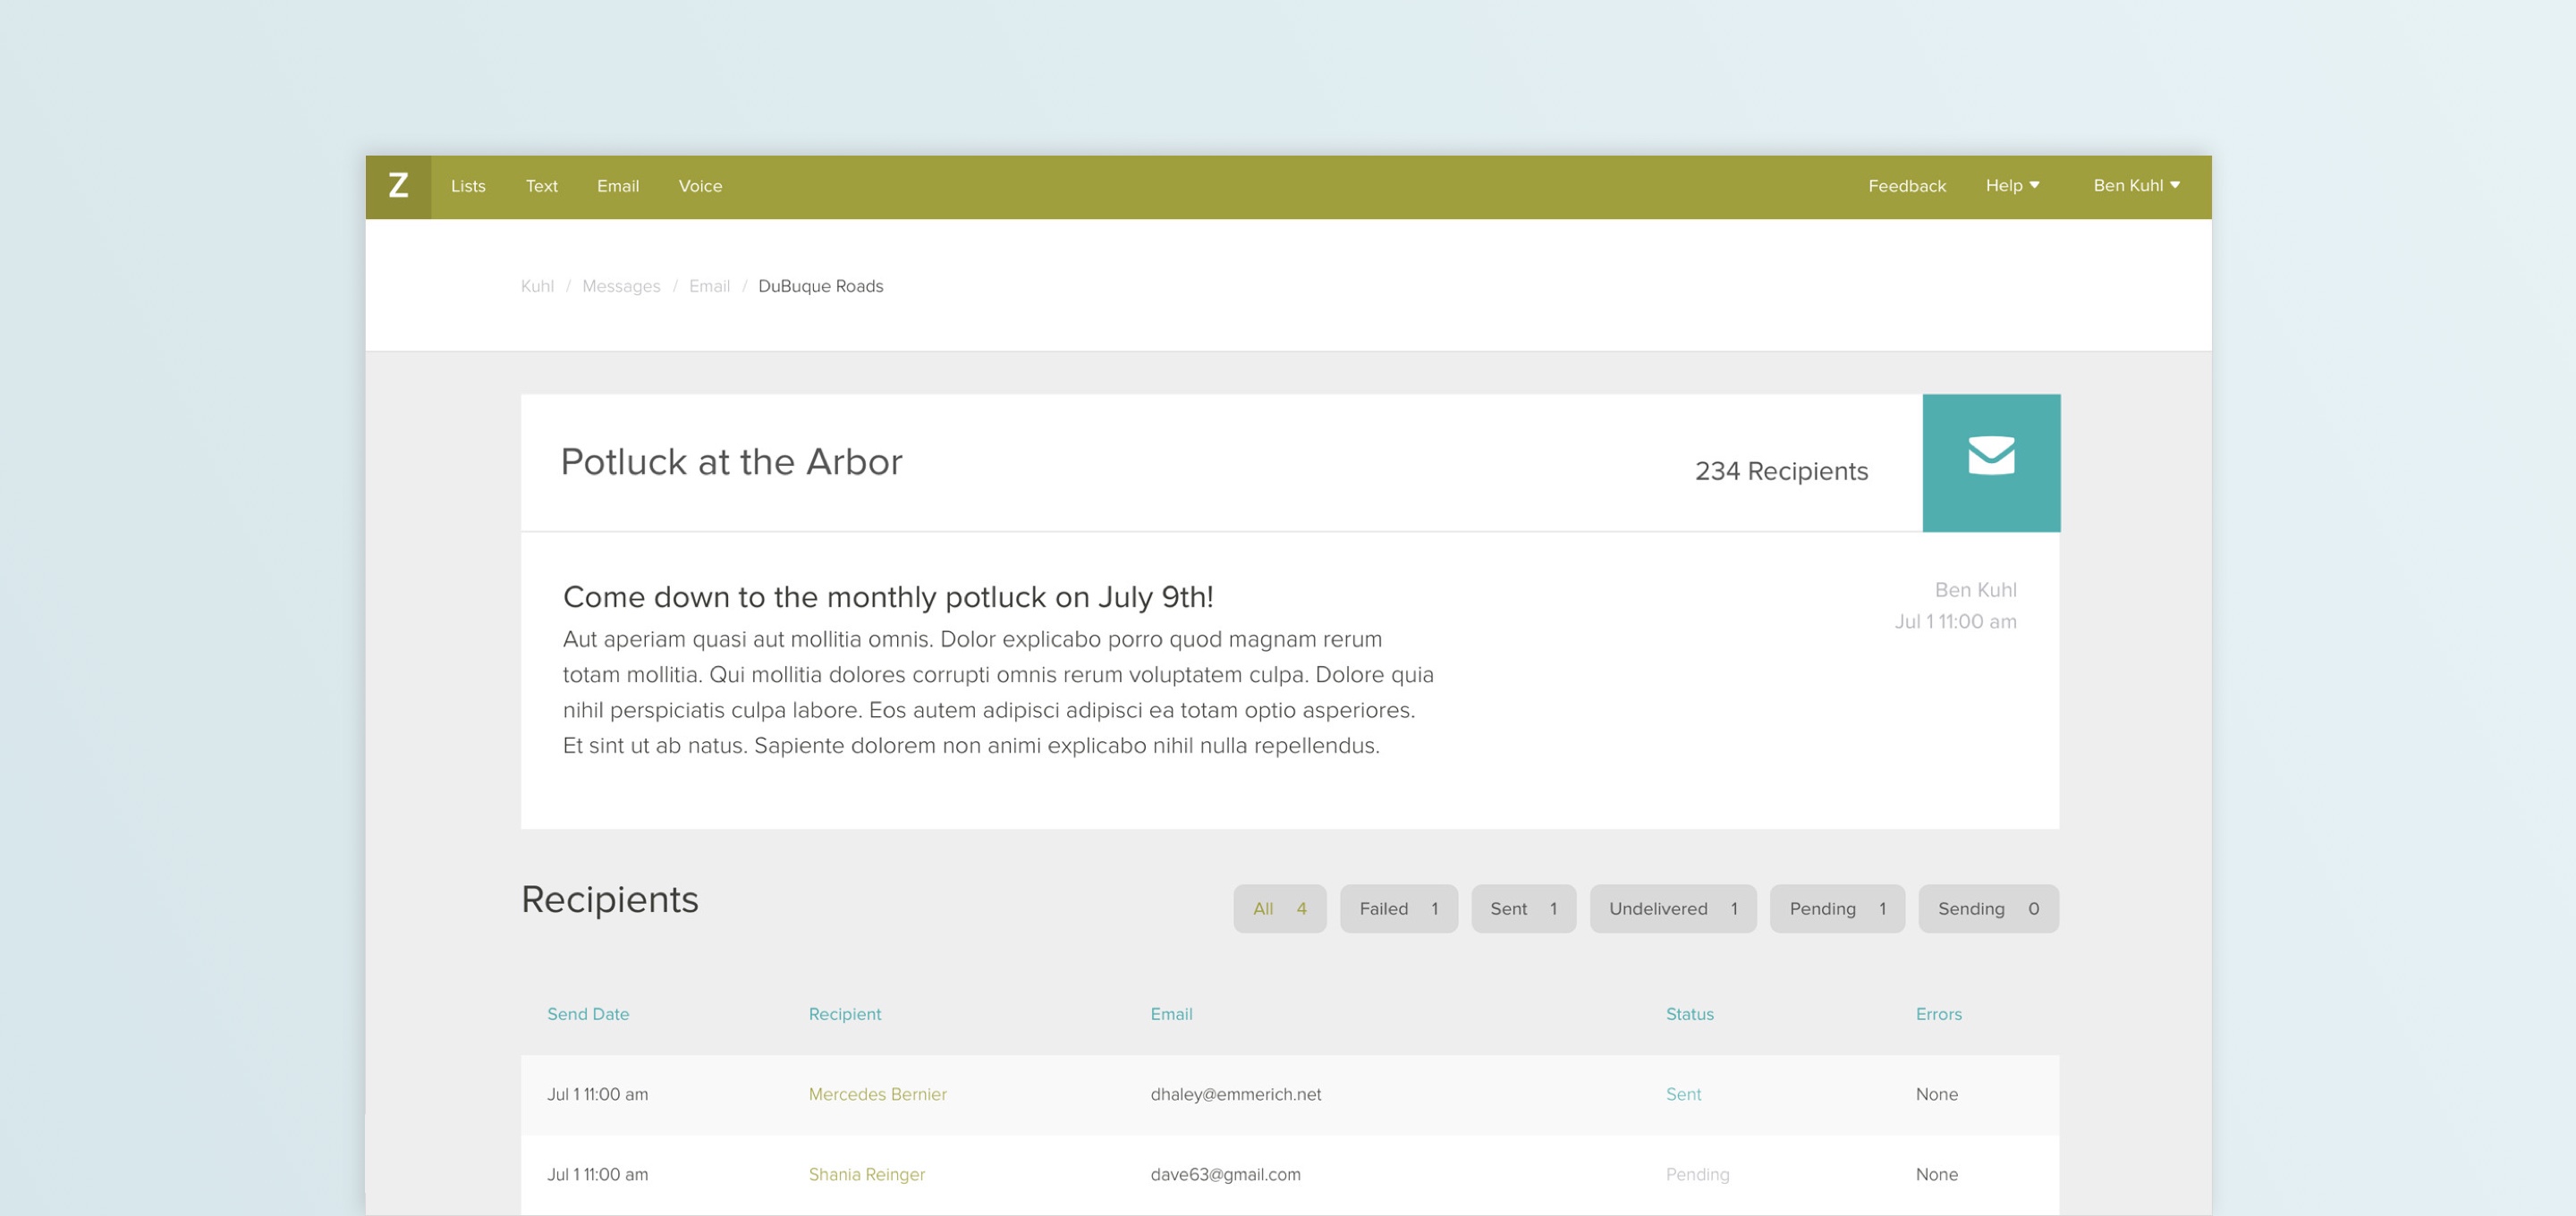 Z Lists Text Email Voice Feedback Help Ben Kuhl
Kuhl / Messages / Email / DuBuque Roads
Potluck at the Arbor
234 Recipients
Come down to the monthly potluck on July 9th!
Ben Kuhl
Jul 1 11:00 am
Aut aperiam quasi aut mollitia omnis. Dolor explicabo porro quod magnam rerum
totam mollitia. Qui mollitia dolores corrupti omnis rerum voluptatem culpa. Dolore quia
nihil perspiciatis culpa labore. Eos autem adipisci adipisci ea totam optio asperiores.
Et sint ut ab natus. Sapiente dolorem non animi explicabo nihil nulla repellendus.
Recipients
All 4 Failed 1 Sent 1 Undelivered 1 Pending 1 Sending 0
Send Date Recipient Email Status Errors
Jul 1 11:00 am Mercedes Bernier dhaley@emmerich.net Sent None
Jul 1 11:00 am Shania Reinger dave63@gmail.com Pending None